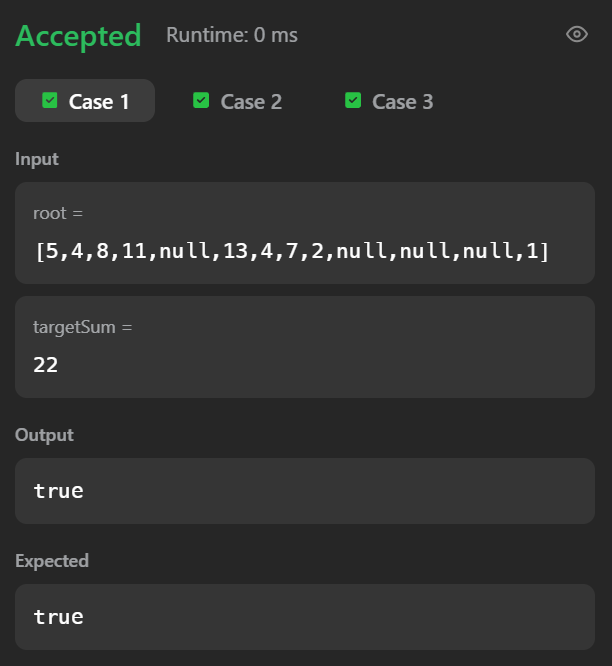 Accepted Runtime: 0 ms
Case 1 Case 2 Case 3
Input
root =
[5,4,8,11,null,13,4,7,2,null,null,null,1]
targetSum =
22
Output
true
Expected
true